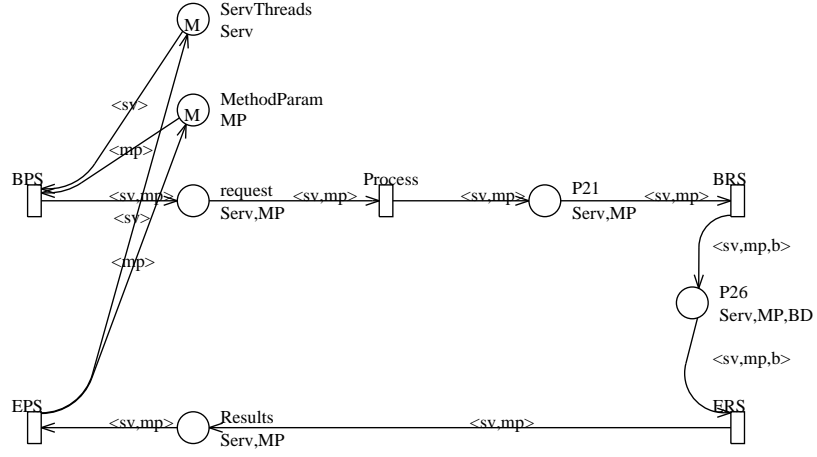 ServThreads
M
Serv
<sv>
MethodParam
M
MP
<mp>
BPS
Process
BRS
<sv,mp>
request
<sv,mp>
<sv,mp>
P21
<sv,mp>
Serv,MP
Serv,MP
<sv>
<sv,mp,b>
<mp>
P26
Serv,MP,BD
<sv,mp,b>
EPS
ERS
<sv,mp>
Results
<sv,mp>
Serv,MP